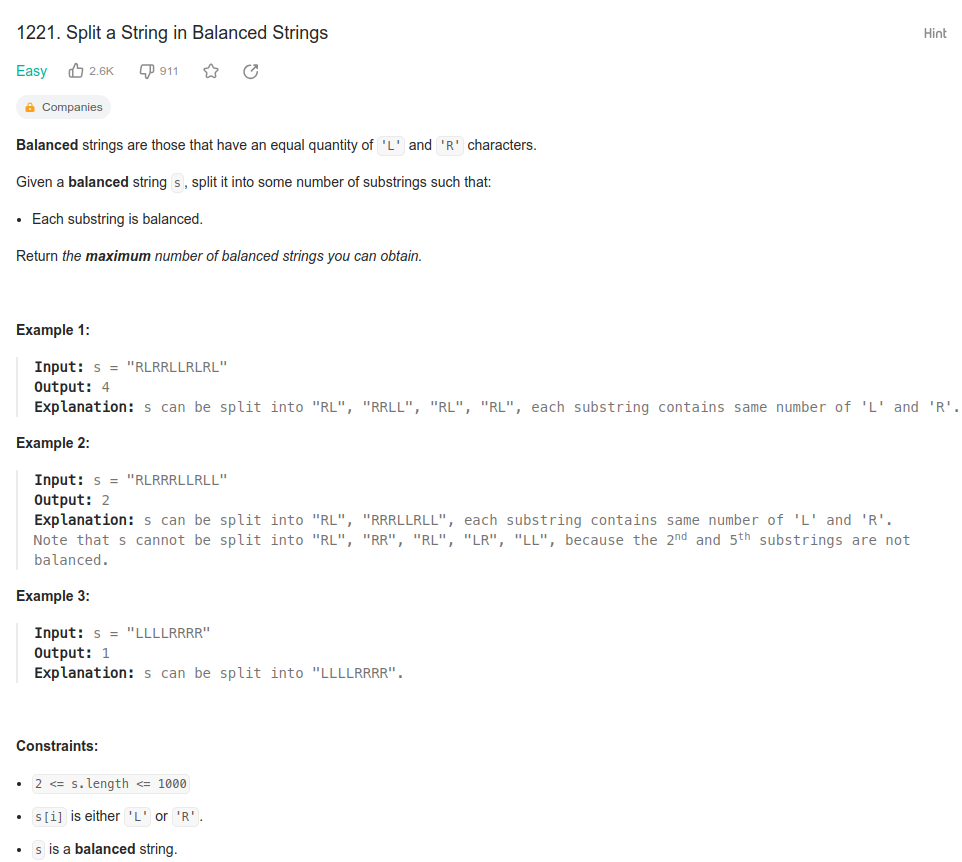 1221. Split a String in Balanced Strings
Hint
Easy 2.6K 911
Companies
Balanced strings are those that have an equal quantity of 'L' and 'R' characters.
Given a balanced string s, split it into some number of substrings such that:
• Each substring is balanced.
Return the maximum number of balanced strings you can obtain.
Example 1:
Input: s = "RLRRLLRLRL"
Output: 4
Explanation: s can be split into "RL", "RRLL", "RL", "RL", each substring contains same number of 'L' and 'R'.
Example 2:
Input: s = "RLRRRLLRLL"
Output: 2
Explanation: s can be split into "RL", "RRRLLRLL", each substring contains same number of 'L' and 'R'.
Note that s cannot be split into "RL", "RR", "RL", "LR", "LL", because the 2nd and 5th substrings are not
balanced.
Example 3:
Input: s = "LLLLRRRR"
Output: 1
Explanation: s can be split into "LLLLRRRR".
Constraints:
• 2 <= s.length <= 1000
• s[i] is either 'L' or 'R'.
• s is a balanced string.